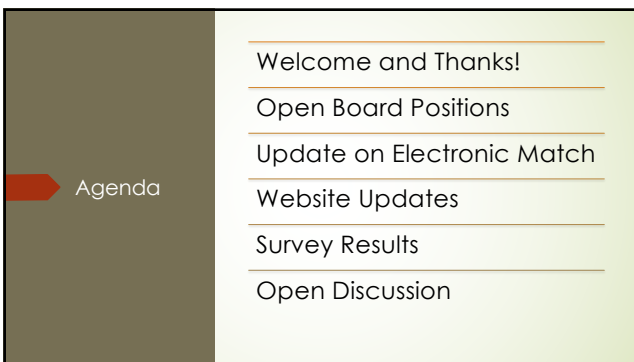 Agenda
Welcome and Thanks!
Open Board Positions
Update on Electronic Match
Website Updates
Survey Results
Open Discussion